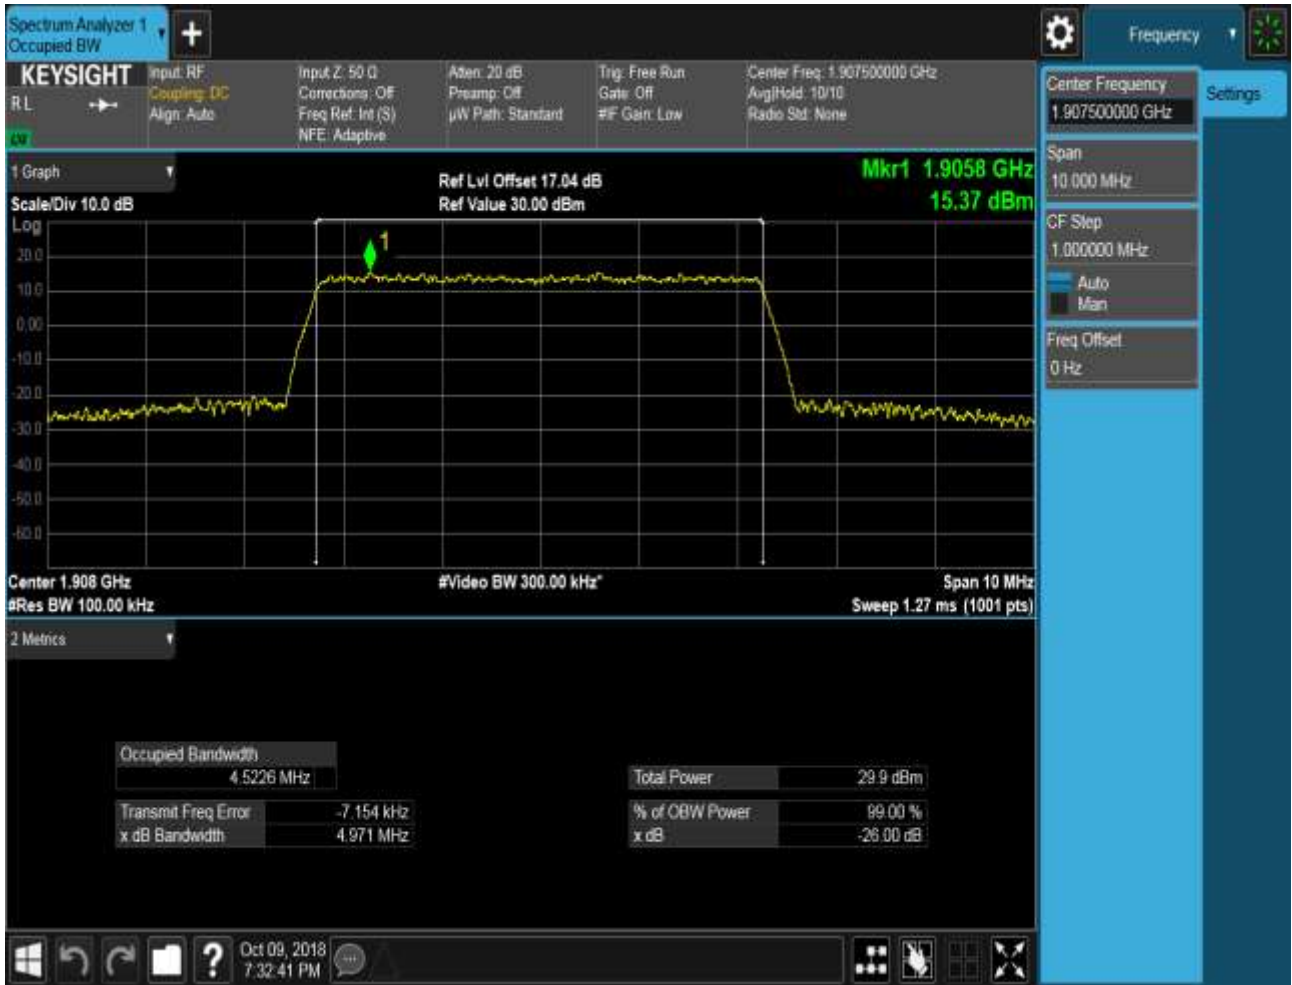 Spectrum Analyzer 1
Occupied BW
+
Frequency
KEYSIGHT
RL
Input: RF
Coupling: DC
Align: Auto
Input Z: 50 Ω
Corrections: Off
Freq Ref: Int (S)
NFE: Adaptive
Atten: 20 dB
Preamp: Off
µW Path: Standard
Trig: Free Run
Gate: Off
#IF Gain: Low
Center Freq: 1.907500000 GHz
Avg|Hold: 10/10
Radio Std: None
Center Frequency
1.907500000 GHz
Settings
Span
10.000 MHz
CF Step
1.000000 MHz
Auto
Man
Freq Offset
0 Hz
1 Graph
Scale/Div 10.0 dB
Ref Lvl Offset 17.04 dB
Ref Value 30.00 dBm
Mkr1 1.9058 GHz
15.37 dBm
Log
1
20.0
10.0
0.00
-10.0
-20.0
-30.0
-40.0
-50.0
-60.0
Center 1.908 GHz
#Res BW 100.00 kHz
#Video BW 300.00 kHz*
Span 10 MHz
Sweep 1.27 ms (1001 pts)
2 Metrics
Occupied Bandwidth
4.5226 MHz
Transmit Freq Error -7.154 kHz
x dB Bandwidth 4.971 MHz
Total Power 29.9 dBm
% of OBW Power 99.00 %
x dB -26.00 dB
?
Oct 09, 2018
7:32:41 PM